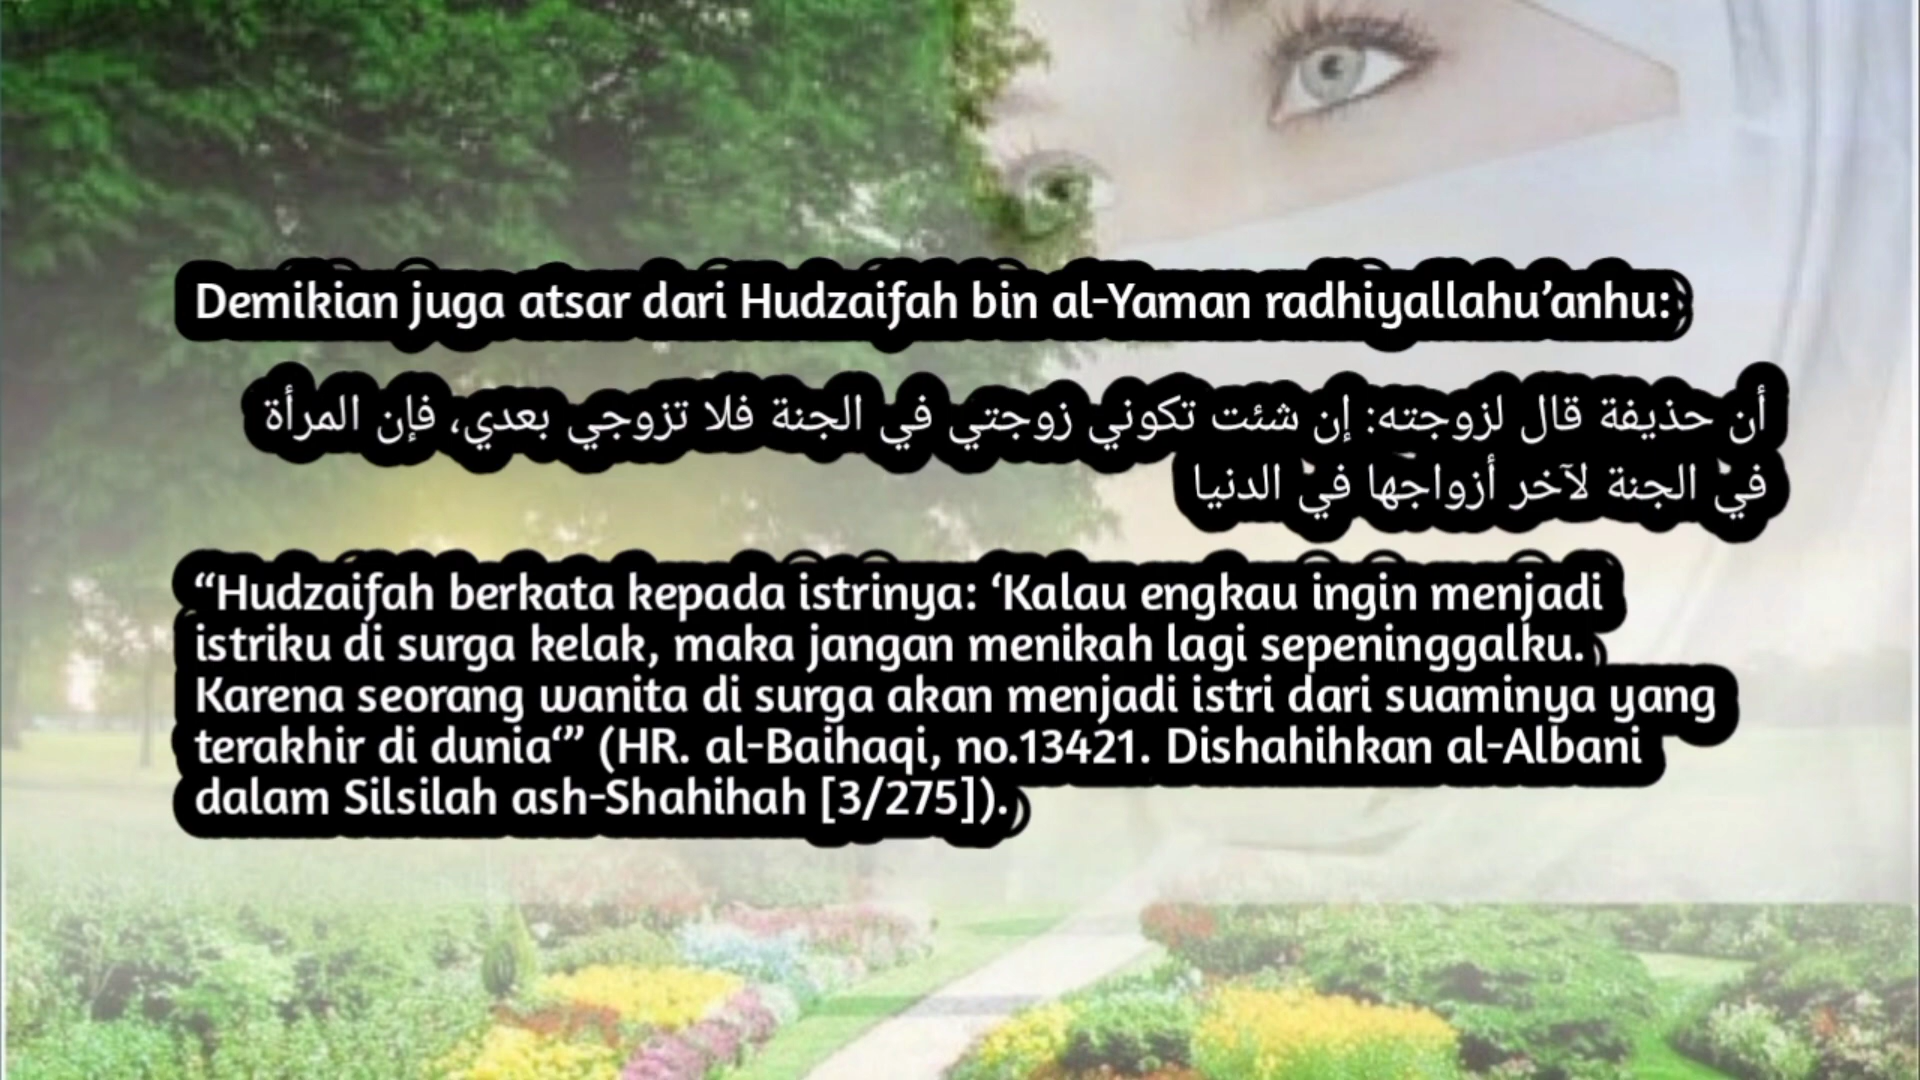 Demikian juga atsar dari Hudzaifah bin al-Yaman radhiyallahu’anhu:
أن حذيفة قال لزوجته: إن شئت تكوني زوجتي في الجنة فلا تزوجي بعدي، فإن المرأة
في الجنة لآخر أزواجها في الدنيا
“Hudzaifah berkata kepada istrinya: ‘Kalau engkau ingin menjadi
istriku di surga kelak, maka jangan menikah lagi sepeninggalku.
Karena seorang wanita di surga akan menjadi istri dari suaminya yang
terakhir di dunia‘” (HR. al-Baihaqi, no.13421. Dishahihkan al-Albani
dalam Silsilah ash-Shahihah [3/275]).